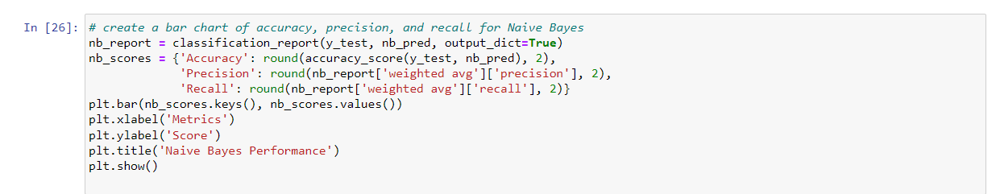 In [26]: # create a bar chart of accuracy, precision, and recall for Naive Bayes
nb_report = classification_report(y_test, nb_pred, output_dict=True)
nb_scores = {'Accuracy': round(accuracy_score(y_test, nb_pred), 2),
             'Precision': round(nb_report['weighted avg']['precision'], 2),
             'Recall': round(nb_report['weighted avg']['recall'], 2)}
plt.bar(nb_scores.keys(), nb_scores.values())
plt.xlabel('Metrics')
plt.ylabel('Score')
plt.title('Naive Bayes Performance')
plt.show()